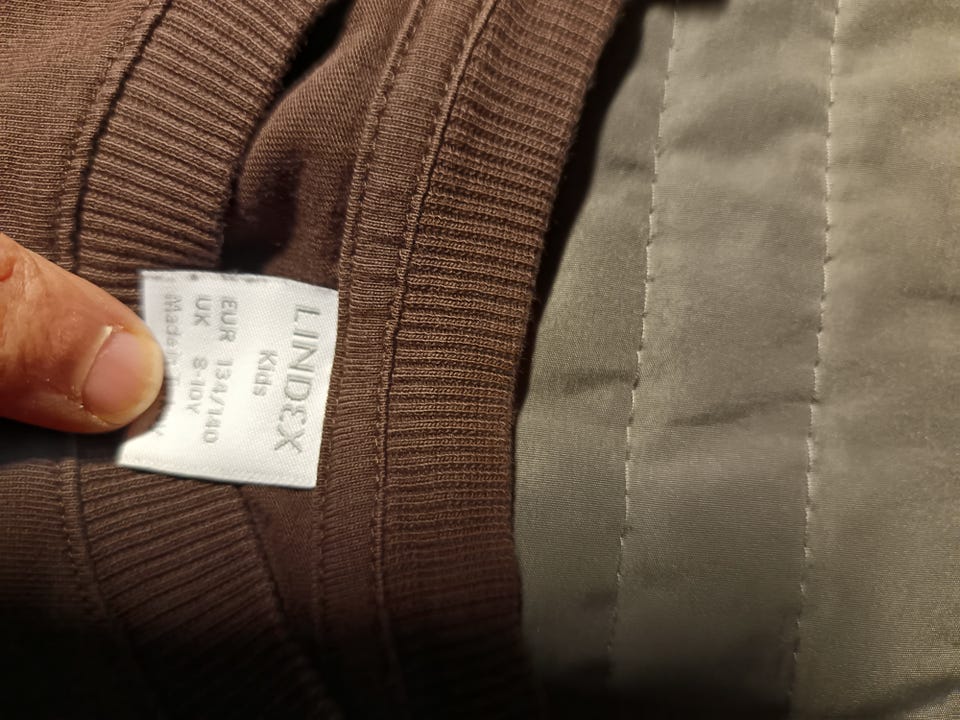 LINDEX
Kids
EUR 134/140
UK 8-10Y
Made in